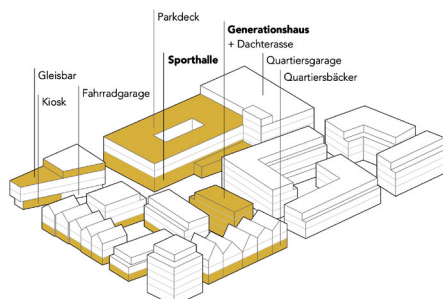 Parkdeck
Generationshaus
+ Dachterasse
Sporthalle
Quartiersgarage
Gleisbar
Quartiersbäcker
Fahrradgarage
Kiosk